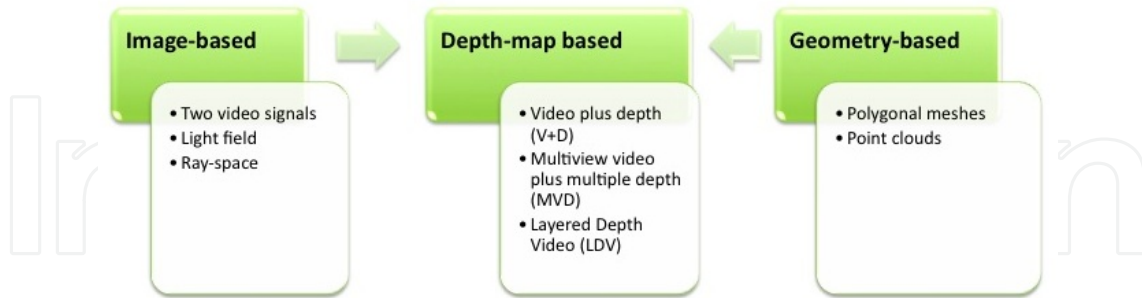 Image-based
• Two video signals
• Light field
• Ray-space
Depth-map based
• Video plus depth
(V+D)
• Multiview video
plus multiple depth
(MVD)
• Layered Depth
Video (LDV)
Geometry-based
• Polygonal meshes
• Point clouds